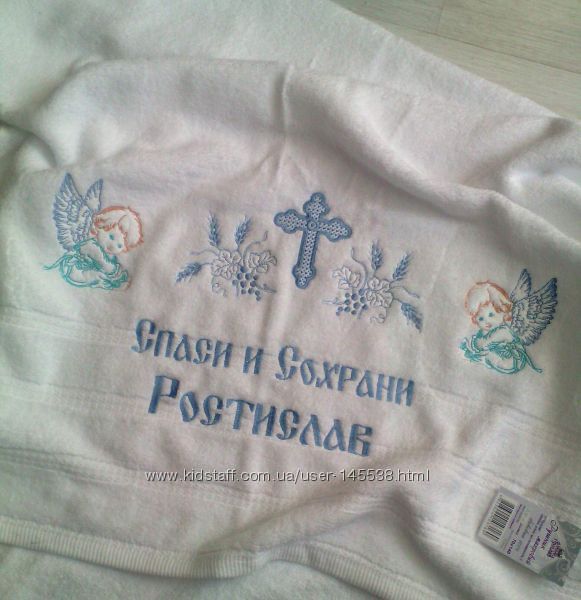 Спаси и Сохрани
Ростислав
www.kidstaff.com.ua/user-145538.html